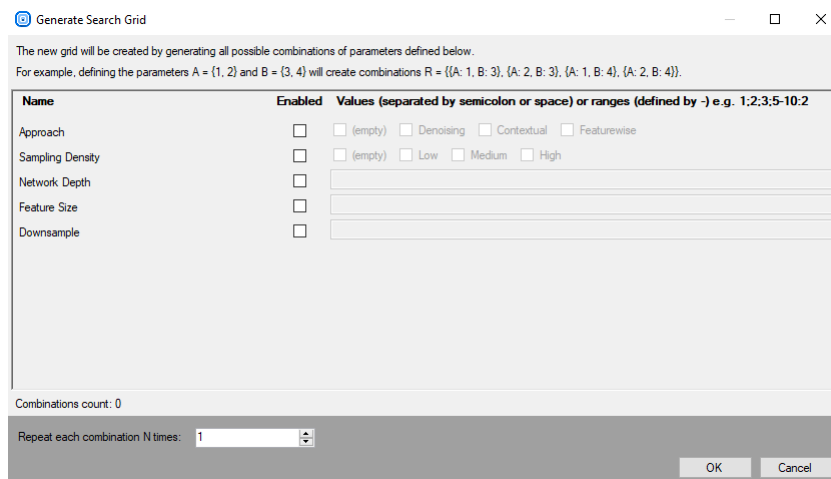 Generate Search Grid
The new grid will be created by generating all possible combinations of parameters defined below.
For example, defining the parameters A = {1, 2} and B = {3, 4} will create combinations R = {{A: 1, B: 3}, {A: 2, B: 3}, {A: 1, B: 4}, {A: 2, B: 4}}.
Name Enabled Values (separated by semicolon or space) or ranges (defined by -) e.g. 1;2;3;5-10:2
Approach (empty) Denoising Contextual Featurewise
Sampling Density (empty) Low Medium High
Network Depth
Feature Size
Downsample
Combinations count: 0
Repeat each combination N times: 1
OK Cancel